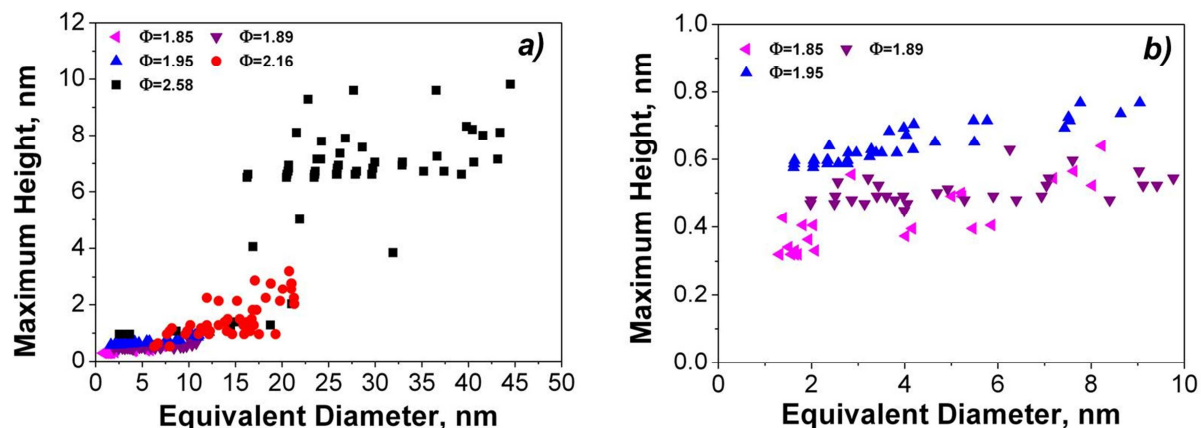 a)
Φ=1.85 Φ=1.89
Φ=1.95 Φ=2.16
Φ=2.58
Maximum Height, nm
12
10
8
6
4
2
0
0 5 10 15 20 25 30 35 40 45 50
Equivalent Diameter, nm
b)
Φ=1.85 Φ=1.89
Φ=1.95
Maximum Height, nm
1.0
0.8
0.6
0.4
0.2
0.0
0 2 4 6 8 10
Equivalent Diameter, nm